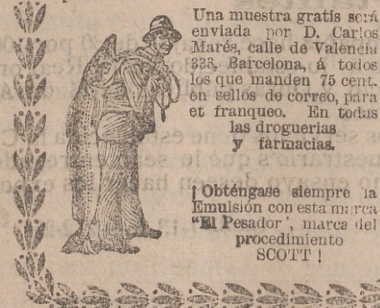 Una muestra gratis será
enviada por D. Carlos
Marés, calle de Valencia
333, Barcelona, á todos
los que manden 75 cent.
en sellos de correo, para
et franqueo. En todas
las droguerias
y farmacias.
¡Obténgase siempre la
Emulsión con esta marca
"El Pesador', marca del
procedimiento
SCOTT!